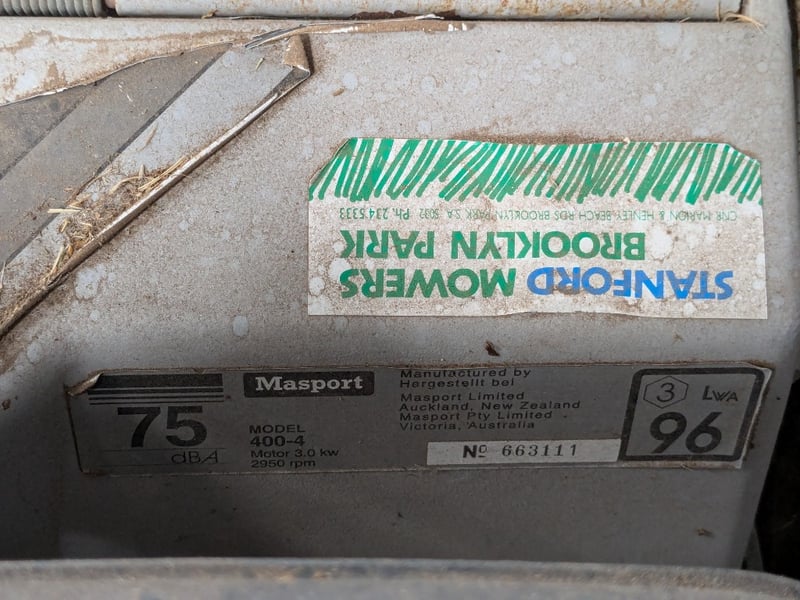 STANFORD MOWERS
BROOKLYN PARK
CNR. MARION & HENLEY BEACH RDS BROOKLYN PARK S.A. 5032 Ph. 234 5333
75
dBA
Masport
MODEL
400-4
Motor 3.0 kw
2950 rpm
Manufactured by
Hergestellt bei
Masport Limited
Auckland, New Zealand
Masport Pty Limited
Victoria, Australia
Nº 663111
3 LWA
96